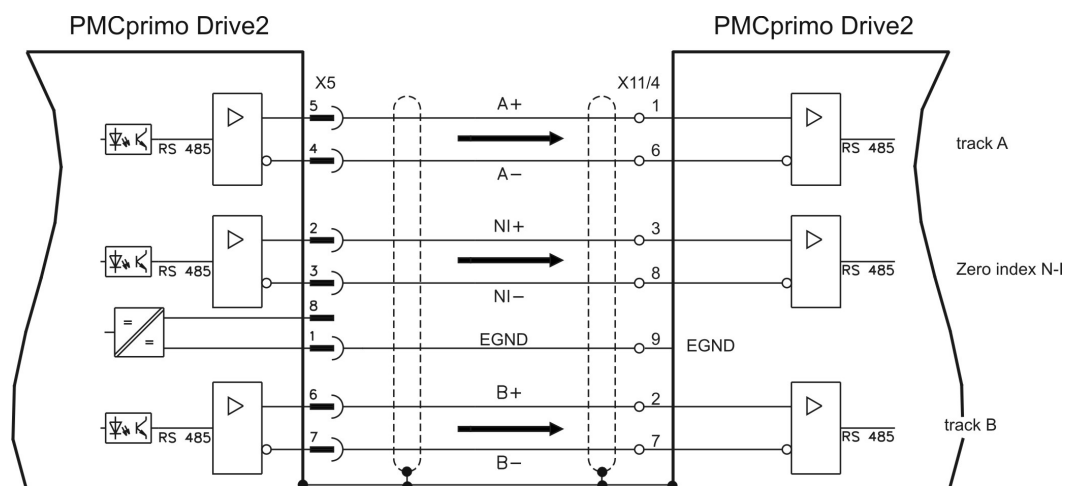 PMCprimo Drive2 PMCprimo Drive2
X5 X11/4
5 A+ 1
RS 485 RS 485 track A
4 A− 6
2 NI+ 3
RS 485 RS 485 Zero index N-I
3 NI− 8
8
= =
1 EGND 9 EGND
6 B+ 2
RS 485 RS 485 track B
7 B− 7